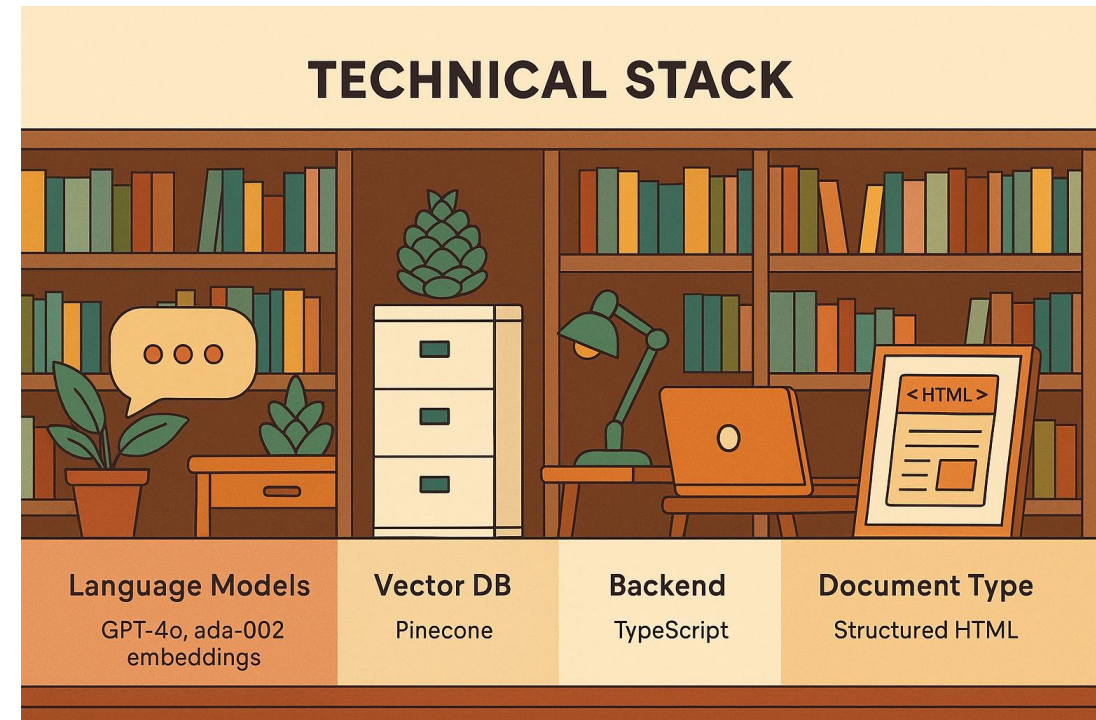 TECHNICAL STACK
<HTML>
Language Models
GPT-4o, ada-002
embeddings
Vector DB
Pinecone
Backend
TypeScript
Document Type
Structured HTML